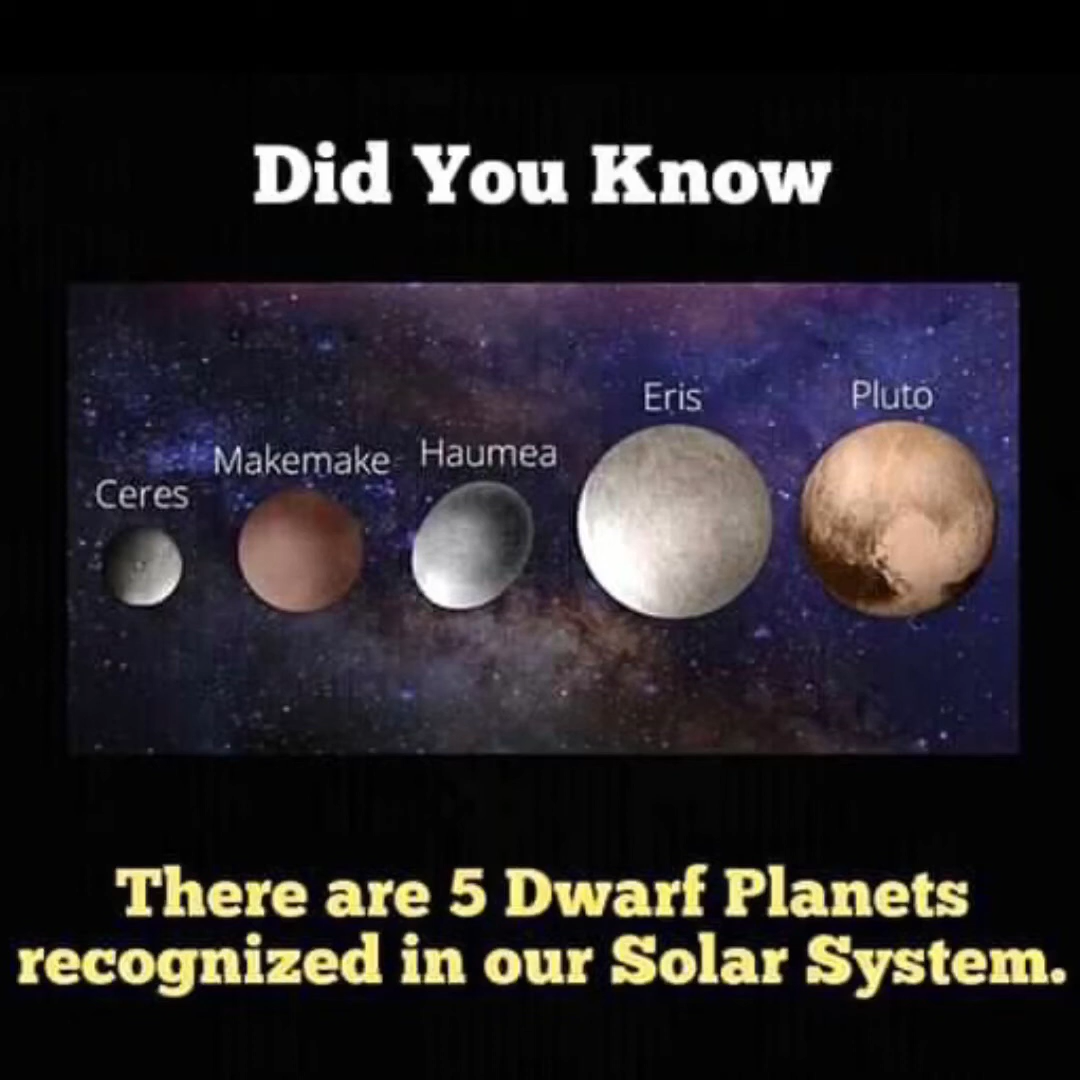 Did You Know
Eris
Pluto
Makemake
Haumea
Ceres
There are 5 Dwarf Planets
recognized in our Solar System.